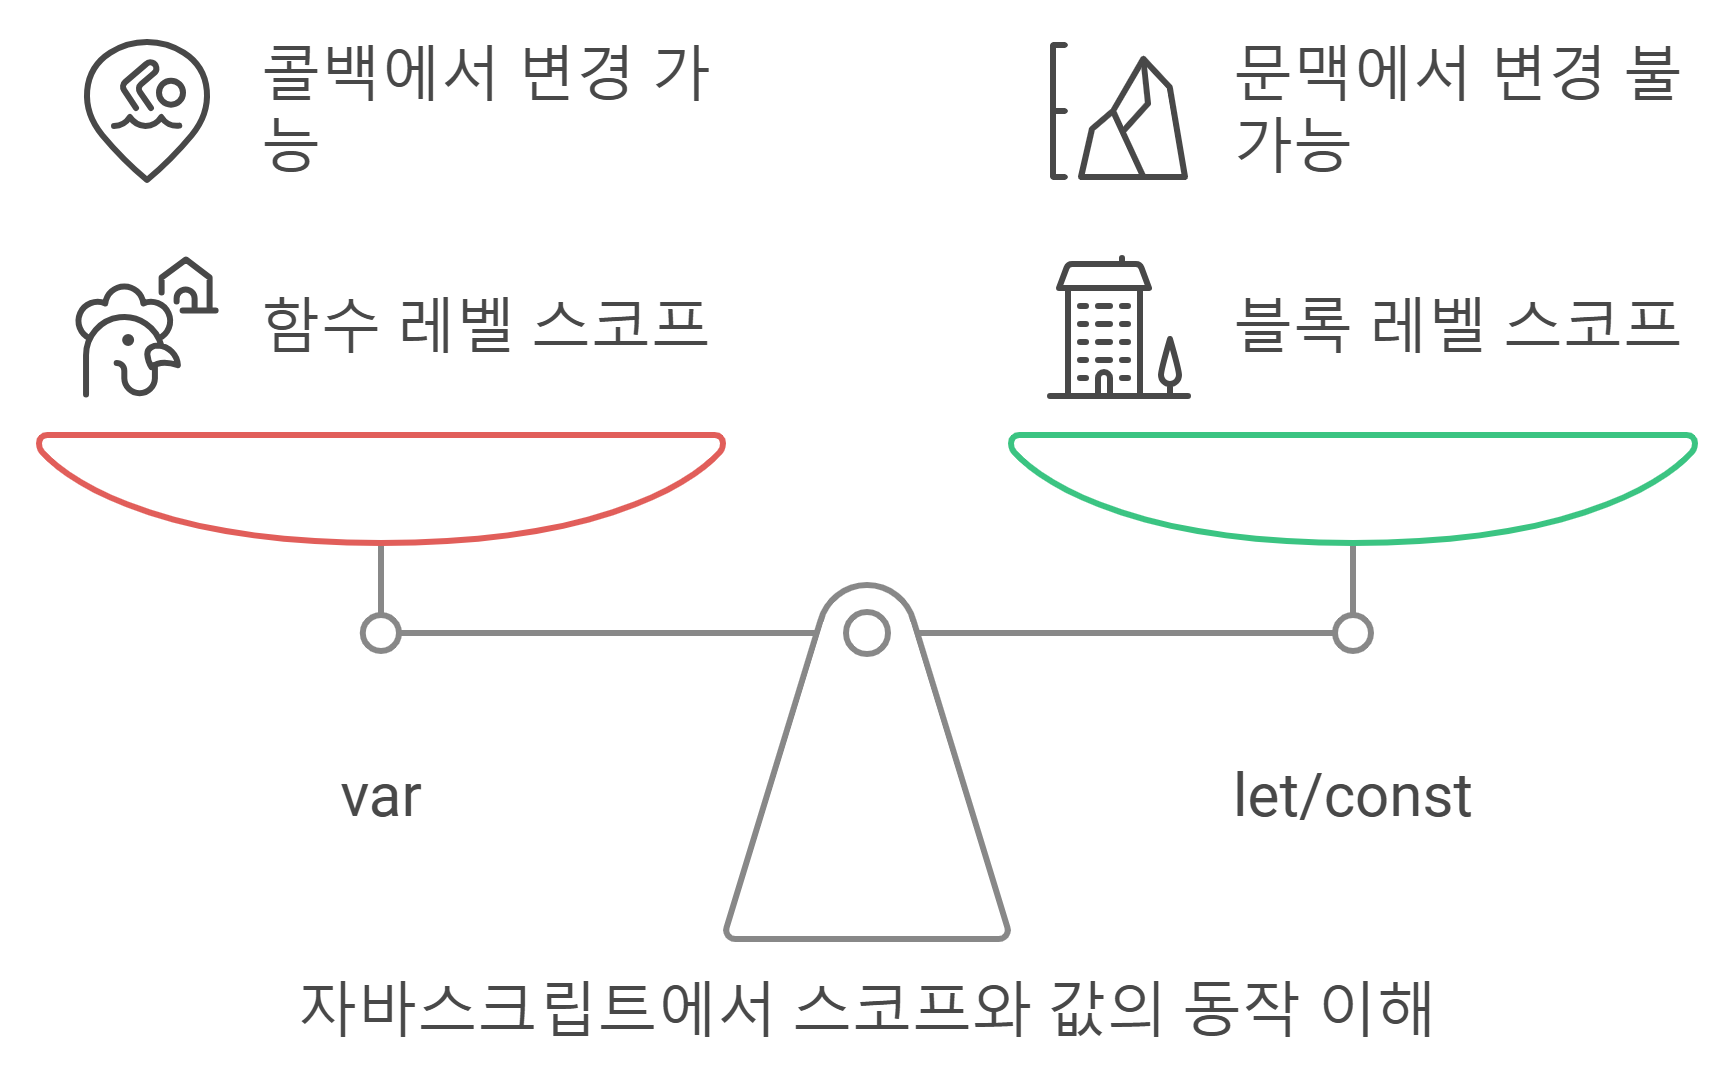 콜백에서 변경 가
능
함수 레벨 스코프
문맥에서 변경 불
가능
블록 레벨 스코프
var
let/const
자바스크립트에서 스코프와 값의 동작 이해